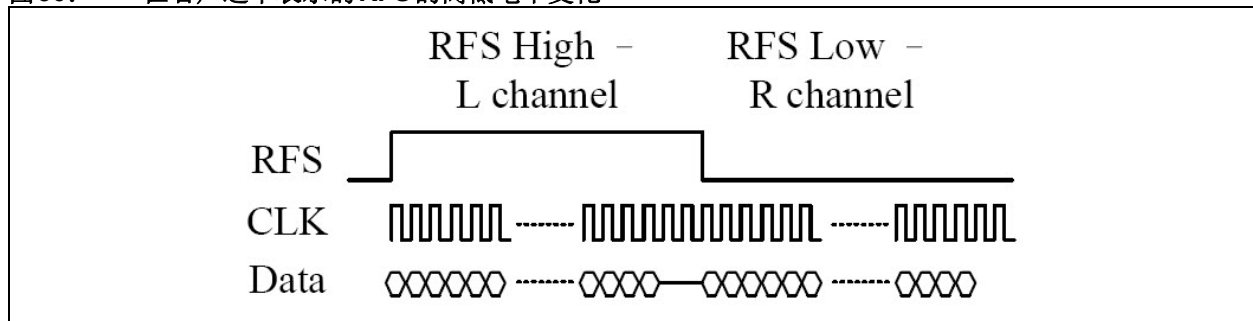 RFS High - RFS Low -
L channel R channel
RFS
CLK
Data